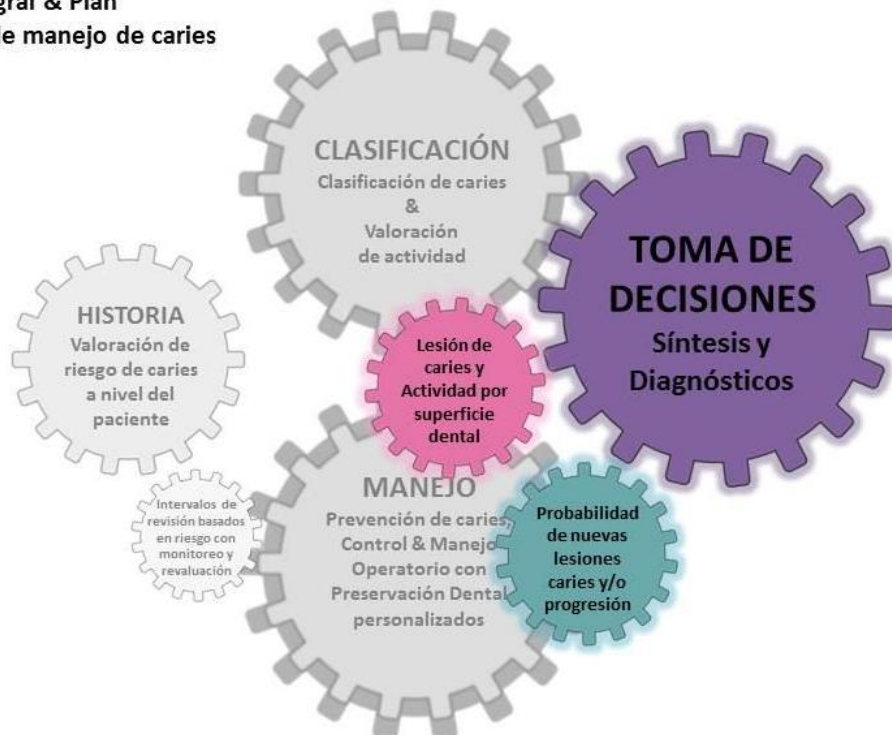 & Plan
de manejo de caries
CLASIFICACIÓN
Clasificación de caries
&
Valoración
de actividad
TOMA DE
DECISIONES
Síntesis y
Diagnósticos
HISTORIA
Valoración de
riesgo de caries
a nivel del
paciente
Lesión de
caries y
Actividad por
superficie
dental
MANEJO
Prevención de caries,
Control & Manejo
Operatorio con
Preservación Dental
personalizados
Intervalos de
revisión basados
en riesgo con
monitoreo y
revaluación
Probabilidad
de nuevas
lesiones
caries y/o
progresión